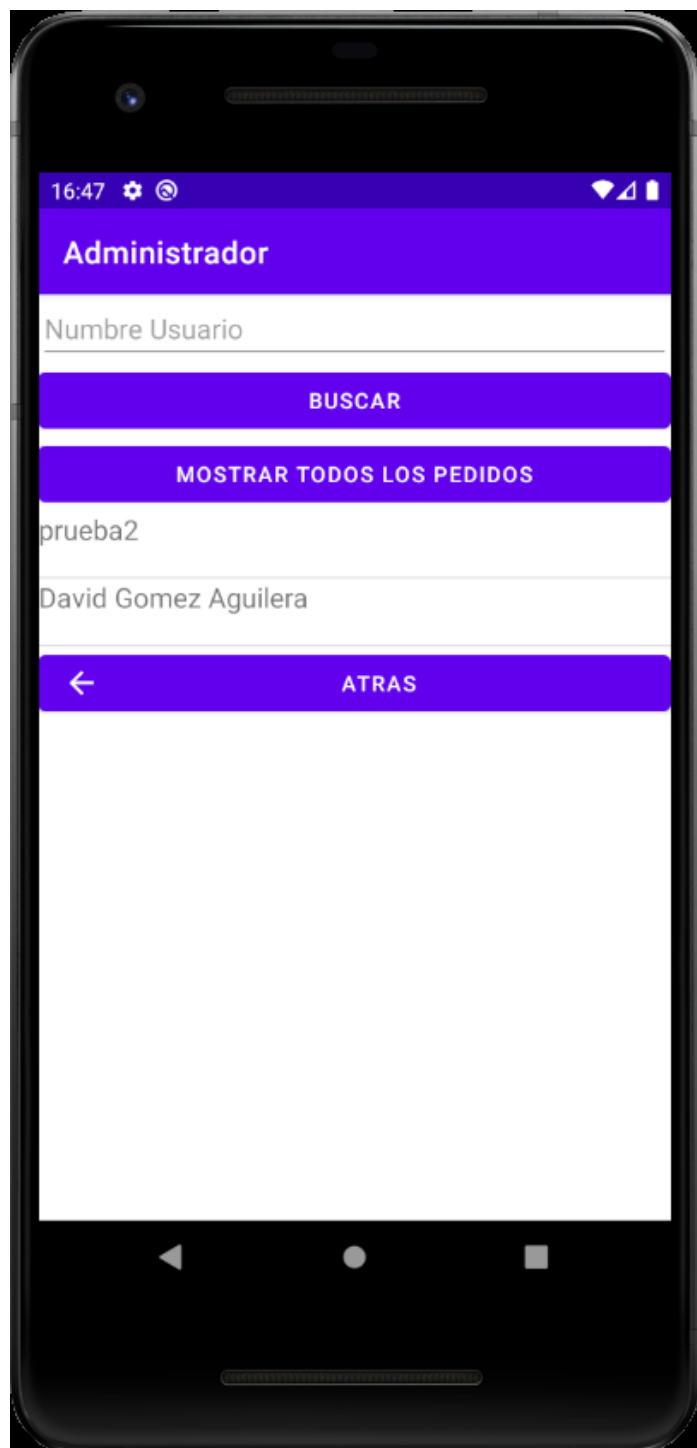 16:47
Administrador
Numbre Usuario
BUSCAR
MOSTRAR TODOS LOS PEDIDOS
prueba2
David Gomez Aguilera
ATRAS